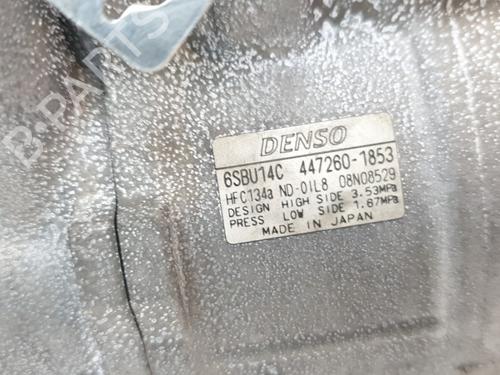 B-PARTS
DENSO
6SBU14C 447260-1853
HFC134a ND-OIL8 08N08529
DESIGN HIGH SIDE 3.53MPa
PRESS LOW SIDE 1.67MPa
MADE IN JAPAN